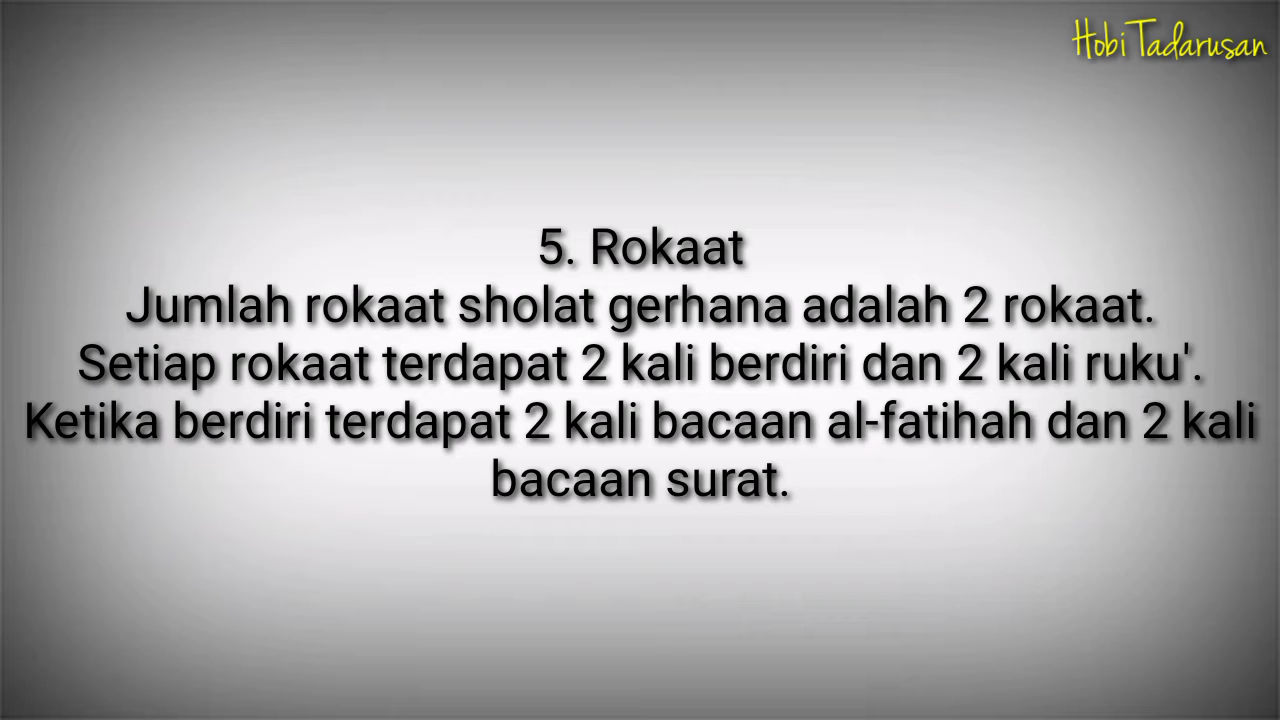 Hobi Tadarusan
5. Rokaat
Jumlah rokaat sholat gerhana adalah 2 rokaat.
Setiap rokaat terdapat 2 kali berdiri dan 2 kali ruku'.
Ketika berdiri terdapat 2 kali bacaan al-fatihah dan 2 kali
bacaan surat.